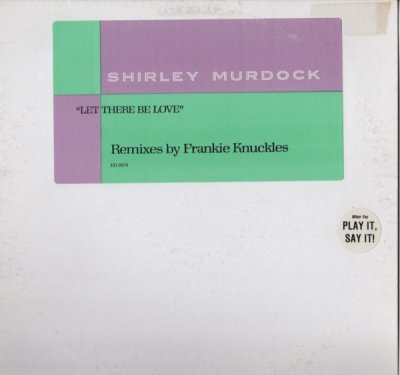 SHIRLEY MURDOCK
"LET THERE BE LOVE"
Remixes by Frankie Knuckles
When You
PLAY IT,
SAY IT!